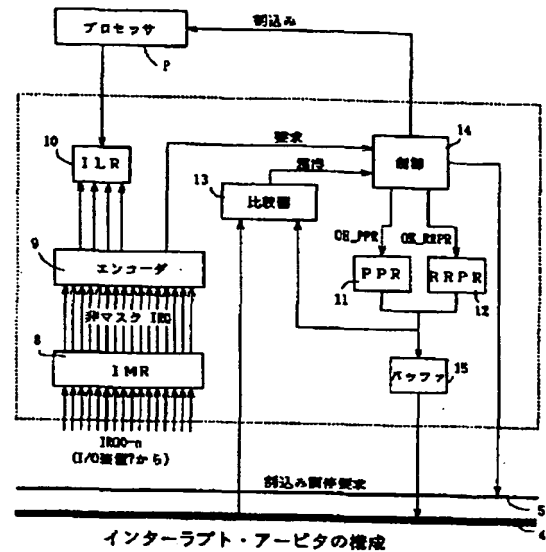 プロセッサ
P
割込み
10
ILR
要求
14
制御
13
比較器
9
エンコーダ
OE_PPR
OE_RRPR
PPR
11
RRPR
12
非マスク IRQ
8
IMR
バッファ
15
IRQ0-n
(I/O装置7から)
割込み調停要求
5
4
インターラプト・アービタの構成